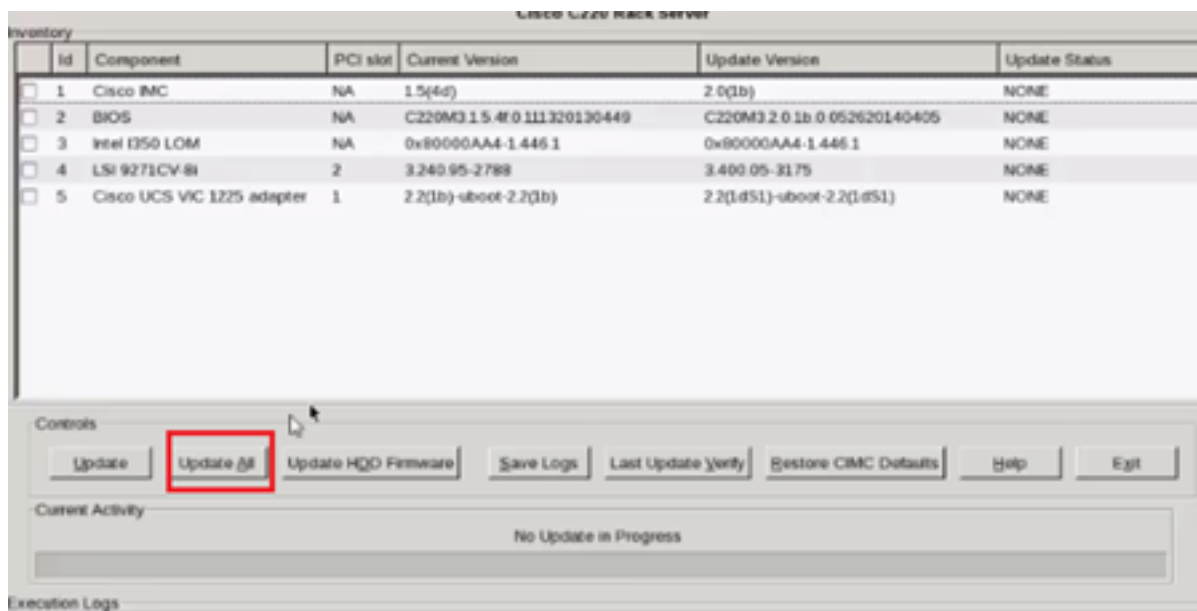 Cisco C220 Rack Server
Inventory
Id Component PCI slot Current Version Update Version Update Status
1 Cisco IMC NA 1.5(4d) 2.0(1b) NONE
2 BIOS NA C220M3.1.5.4f.0.111320130449 C220M3.2.0.1b.0.052620140405 NONE
3 Intel I350 LOM NA 0x80000AA4-1.446.1 0x80000AA4-1.446.1 NONE
4 LSI 9271CV-8i 2 3.240.95-2788 3.400.05-3175 NONE
5 Cisco UCS VIC 1225 adapter 1 2.2(1b)-uboot-2.2(1b) 2.2(1dS1)-uboot-2.2(1dS1) NONE
Controls
Update Update All Update HDD Firmware Save Logs Last Update Verify Restore CIMC Defaults Help Exit
Current Activity
No Update in Progress
Execution Logs